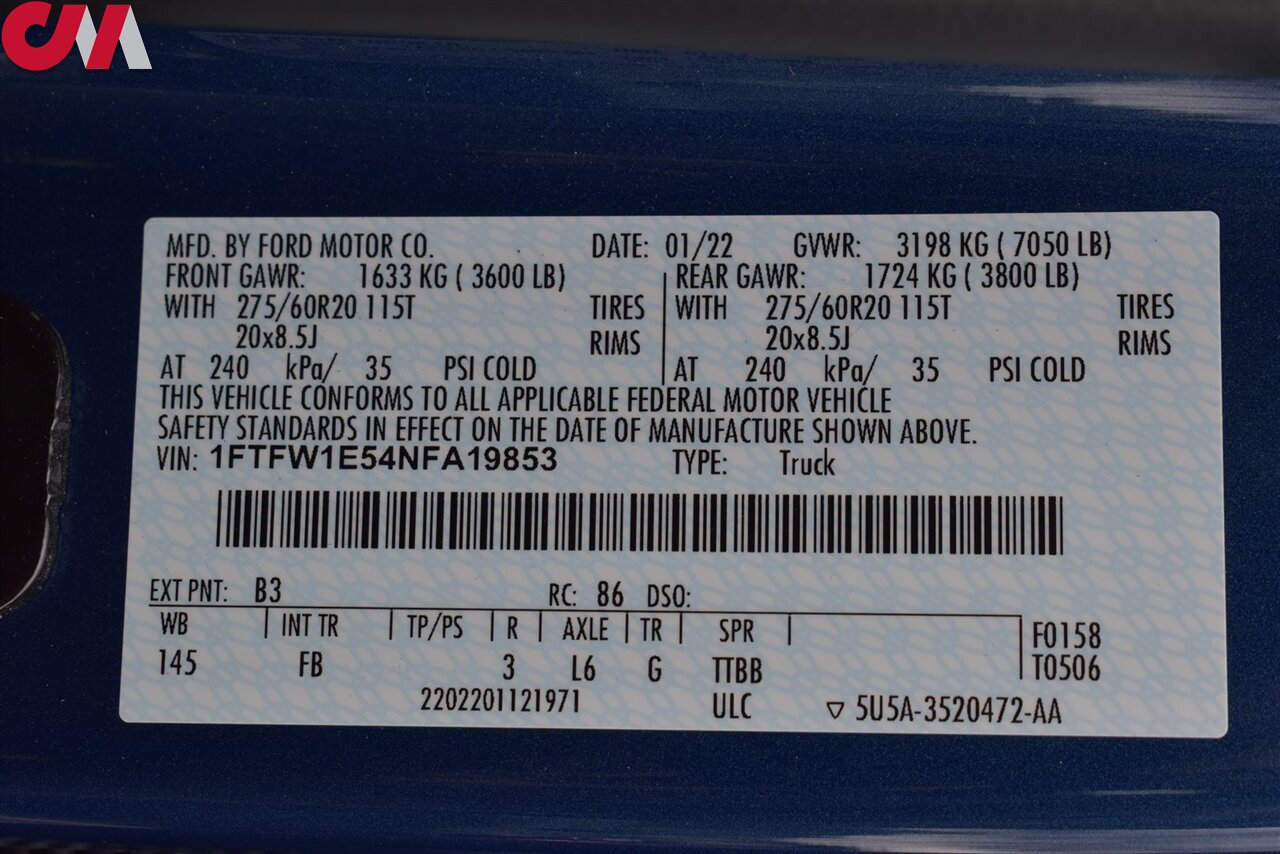 CM
MFD. BY FORD MOTOR CO. DATE: 01/22 GVWR: 3198 KG ( 7050 LB)
FRONT GAWR: 1633 KG ( 3600 LB) REAR GAWR: 1724 KG ( 3800 LB)
WITH 275/60R20 115T TIRES WITH 275/60R20 115T TIRES
20x8.5J RIMS 20x8.5J RIMS
AT 240 kPa/ 35 PSI COLD AT 240 kPa/ 35 PSI COLD
THIS VEHICLE CONFORMS TO ALL APPLICABLE FEDERAL MOTOR VEHICLE
SAFETY STANDARDS IN EFFECT ON THE DATE OF MANUFACTURE SHOWN ABOVE.
VIN: 1FTFW1E54NFA19853 TYPE: Truck
EXT PNT: B3 RC: 86 DSO:
WB INT TR TP/PS R AXLE TR SPR F0158
145 FB 3 L6 G TTBB T0506
2202201121971 ULC ▽ 5U5A-3520472-AA